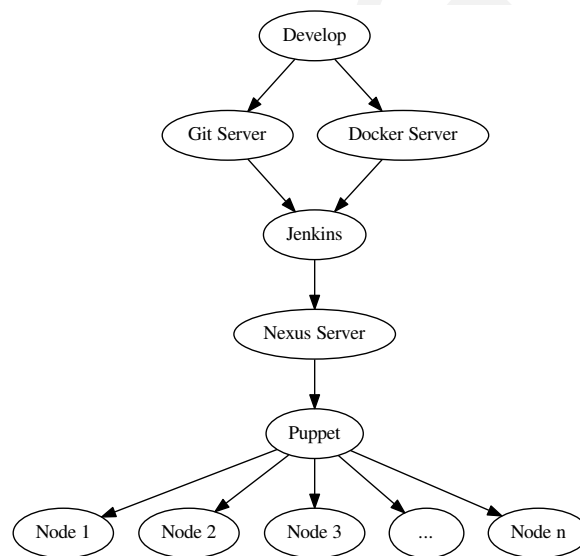 Develop
Git Server
Docker Server
Jenkins
Nexus Server
Puppet
Node 1
Node 2
Node 3
...
Node n